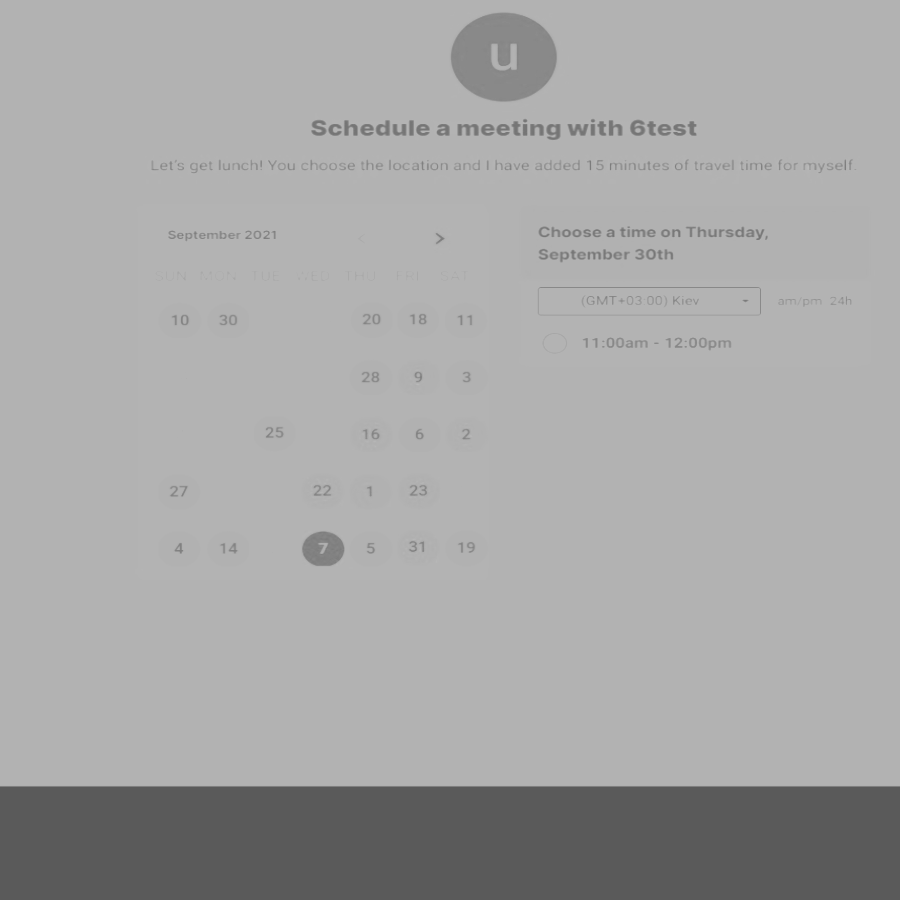 u
Schedule a meeting with 6test
Let's get lunch! You choose the location and I have added 15 minutes of travel time for myself.
September 2021
SUN MON TUE WED THU FRI SAT
10 30 20 18 11
28 9 3
25 16 6 2
27 22 1 23
4 14 7 5 31 19
Choose a time on Thursday,
September 30th
(GMT+03:00) Kiev am/pm 24h
11:00am - 12:00pm